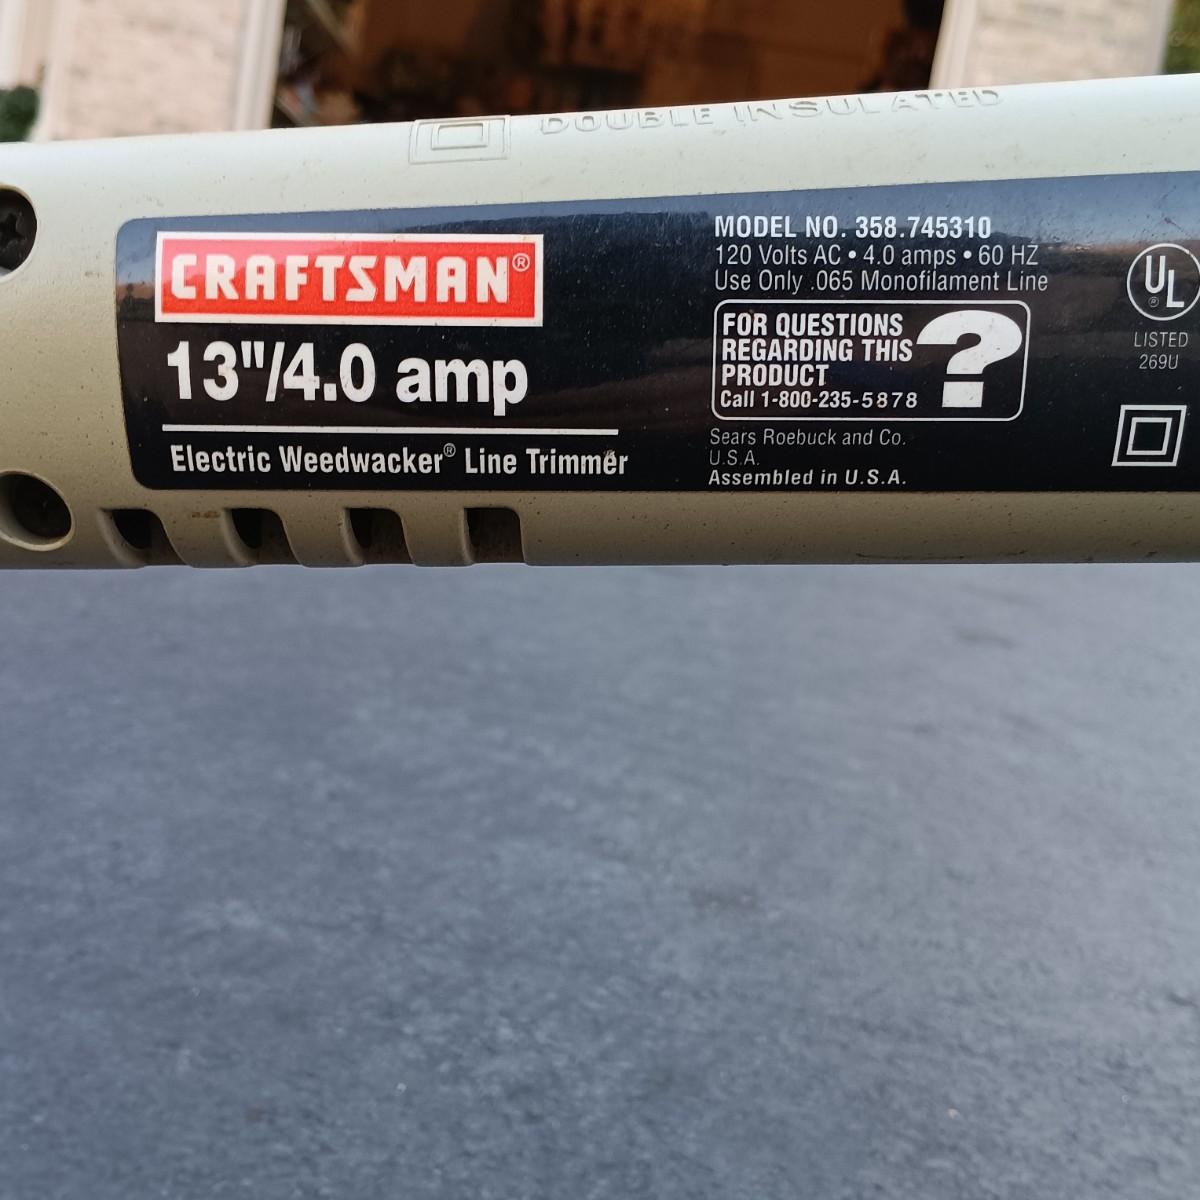 DOUBLE INSULATED
CRAFTSMAN®
13"/4.0 amp
Electric Weedwacker® Line Trimmer
MODEL NO. 358.745310
120 Volts AC • 4.0 amps • 60 HZ
Use Only .065 Monofilament Line
FOR QUESTIONS
REGARDING THIS
PRODUCT
Call 1-800-235-5878
?
Sears Roebuck and Co.
U.S.A.
Assembled in U.S.A.
UL
®
LISTED
269U